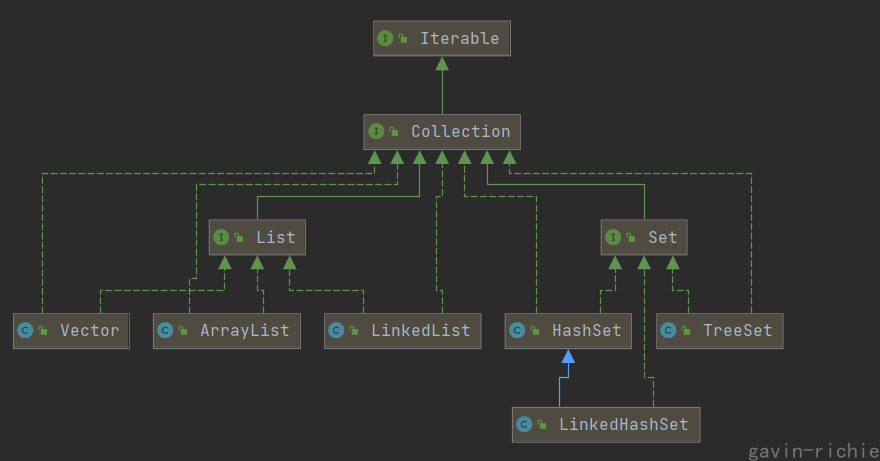 I Iterable
I Collection
I List
I Set
C Vector
C ArrayList
C LinkedList
C HashSet
C TreeSet
C LinkedHashSet
gavin-richie